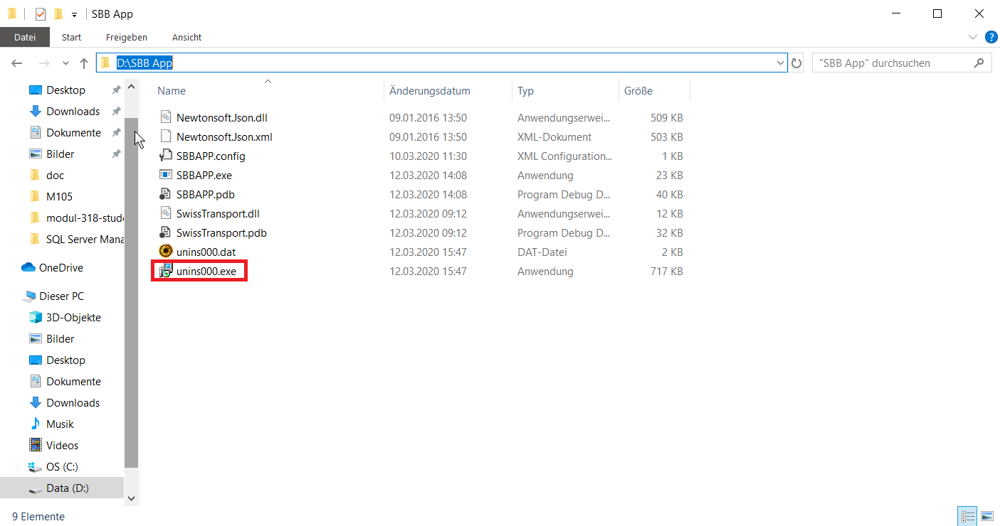 SBB App
Datei Start Freigeben Ansicht ?
D:\SBB App "SBB App" durchsuchen
Name Änderungsdatum Typ Größe
Desktop
Downloads
Dokumente
Bilder
doc
M105
modul-318-stude
SQL Server Mana
OneDrive
Dieser PC
3D-Objekte
Bilder
Desktop
Dokumente
Downloads
Musik
Videos
OS (C:)
Data (D:)
Newtonsoft.Json.dll 09.01.2016 13:50 Anwendungserwei... 509 KB
Newtonsoft.Json.xml 09.01.2016 13:50 XML-Dokument 503 KB
SBBAPP.config 10.03.2020 11:30 XML Configuration... 1 KB
SBBAPP.exe 12.03.2020 14:08 Anwendung 23 KB
SBBAPP.pdb 12.03.2020 14:08 Program Debug D... 40 KB
SwissTransport.dll 12.03.2020 09:12 Anwendungserwei... 12 KB
SwissTransport.pdb 12.03.2020 09:12 Program Debug D... 32 KB
unins000.dat 12.03.2020 15:47 DAT-Datei 2 KB
unins000.exe 12.03.2020 15:47 Anwendung 717 KB
9 Elemente